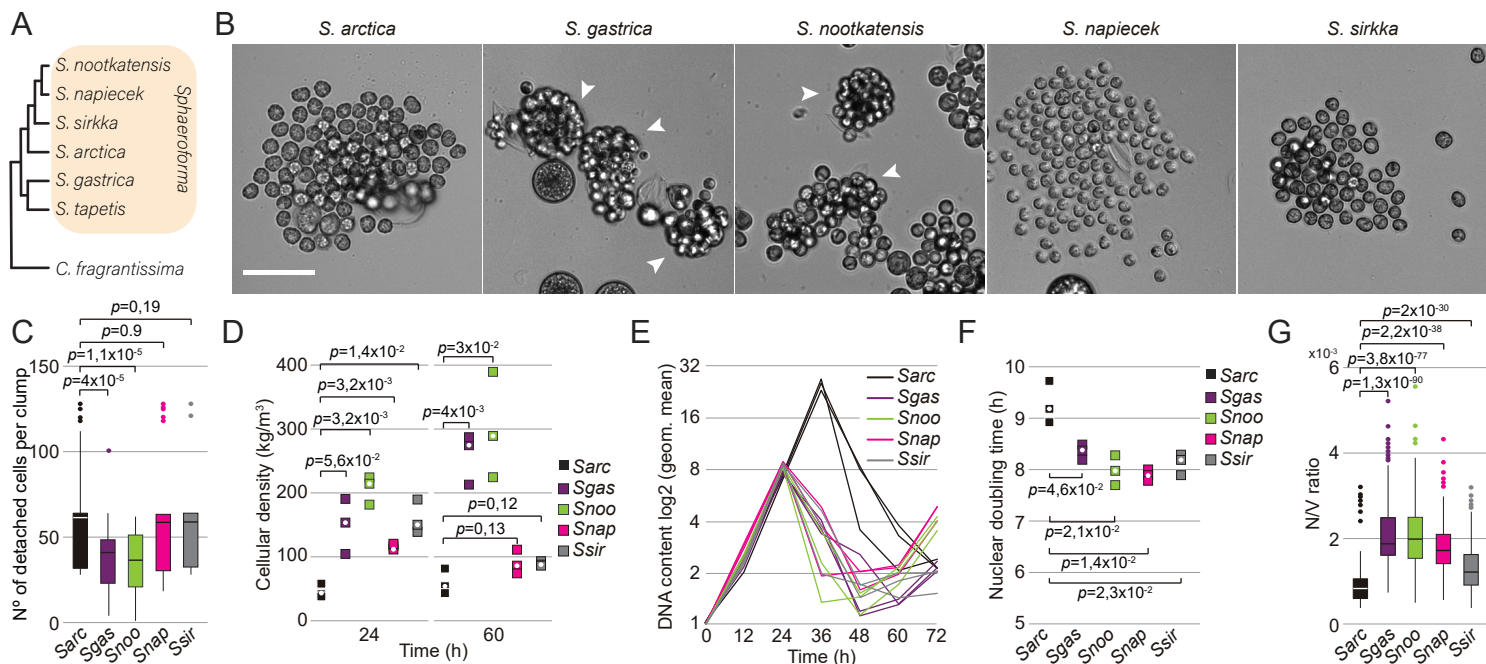 A
S. nootkatensis
S. napiecek
S. sirkka
S. arctica
S. gastrica
S. tapetis
Sphaeroforma
C. fragrantissima
B
S. arctica
S. gastrica
S. nootkatensis
S. napiecek
S. sirkka
C
p=0,19
p=0.9
p=1,1x10-5
p=4x10-5
150
100
50
0
N° of detached cells per clump
Sarc
Sgas
Snoo
Snap
Ssir
D
p=1,4x10-2
p=3,2x10-3
p=3,2x10-3
p=5,6x10-2
p=3x10-2
p=4x10-3
p=0,12
p=0,13
400
300
200
100
0
Cellular density (kg/m3)
24
60
Time (h)
Sarc
Sgas
Snoo
Snap
Ssir
E
32
16
8
4
2
1
DNA content log2 (geom. mean)
0
12
24
36
48
60
72
Time (h)
Sarc
Sgas
Snoo
Snap
Ssir
F
10
9
8
7
6
5
Nuclear doubling time (h)
p=4,6x10-2
p=2,1x10-2
p=1,4x10-2
p=2,3x10-2
Sarc
Sgas
Snoo
Snap
Ssir
Sarc
Sgas
Snoo
Snap
Ssir
G
p=2x10-30
p=2,2x10-38
p=3,8x10-77
p=1,3x10-90
x10-3
6
4
2
0
N/V ratio
Sarc
Sgas
Snoo
Snap
Ssir